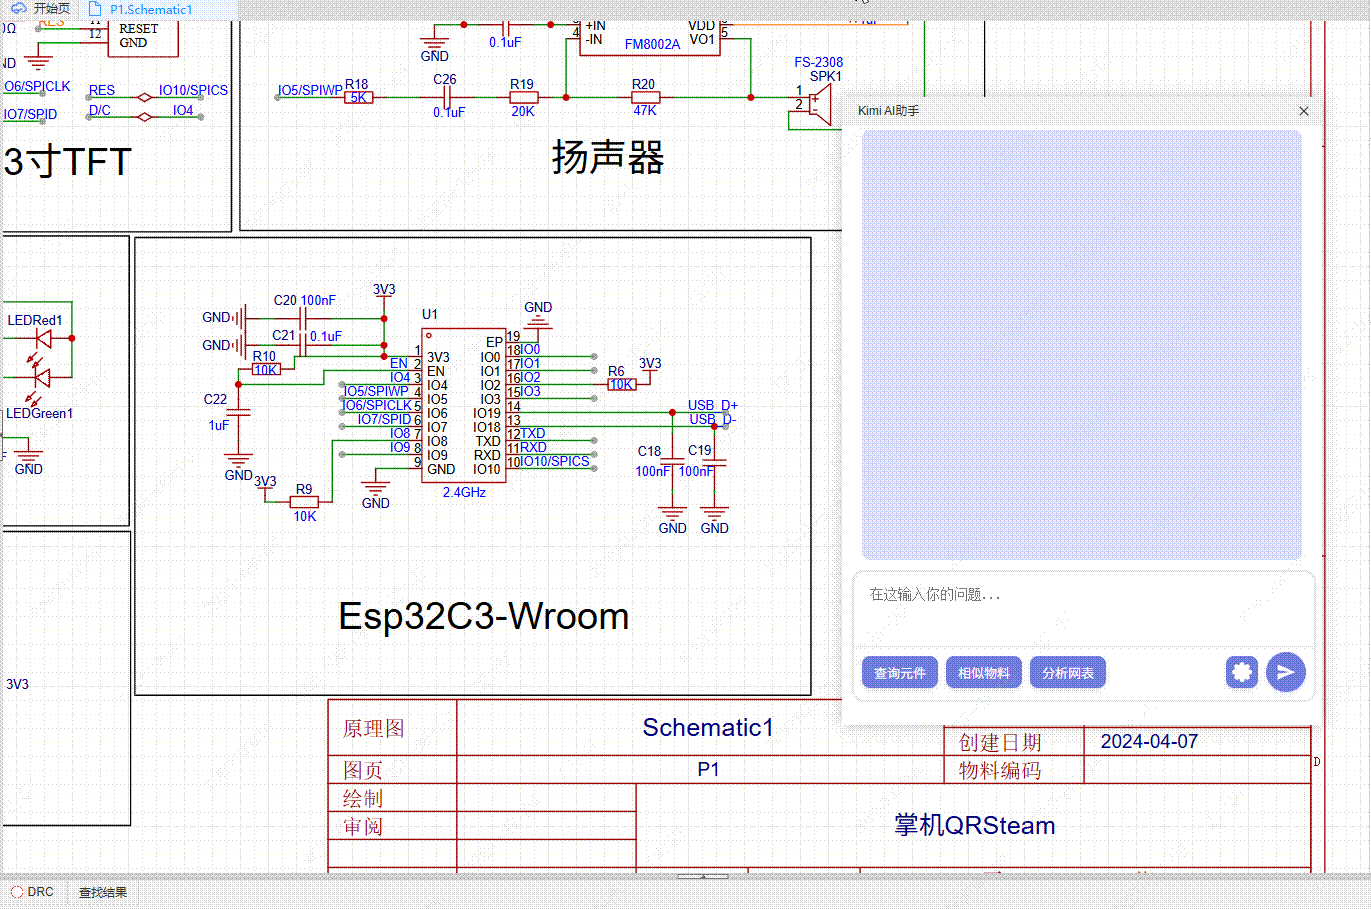 开始页
P1.Schematic1
RES
11
RESET
12
GND
0Ω
ND
O6/SPICLK
IO7/SPID
RES
IO10/SPICS
D/C
IO4
3寸TFT
+IN
4
-IN
VDD
VO1
5
FM8002A
0.1uF
GND
IO5/SPIWP
R18
5K
C26
0.1uF
R19
20K
R20
47K
FS-2308
SPK1
1
2
扬声器
Kimi AI助手
在这输入你的问题...
查询元件
相似物料
分析网表
LEDRed1
LEDGreen1
GND
3V3
C20
100nF
3V3
GND
C21
0.1uF
GND
R10
10K
C22
1uF
GND
3V3
R9
10K
GND
U1
1
3V3
EN
2
EN
IO4
3
IO4
IO5/SPIWP
4
IO5
IO6/SPICLK
5
IO6
IO7/SPID
6
IO7
IO8
7
IO8
IO9
8
IO9
9
GND
2.4GHz
GND
EP
19
IO0
18
IO0
IO1
17
IO1
IO2
16
IO2
IO3
15
IO3
IO19
14
IO18
13
TXD
12
TXD
RXD
11
RXD
IO10
10
IO10/SPICS
R6
10K
3V3
USB_D+
USB_D-
C18
100nF
C19
100nF
GND
GND
Esp32C3-Wroom
原理图
Schematic1
创建日期
2024-04-07
图页
P1
物料编码
D
绘制
审阅
掌机QRSteam
DRC
查找结果